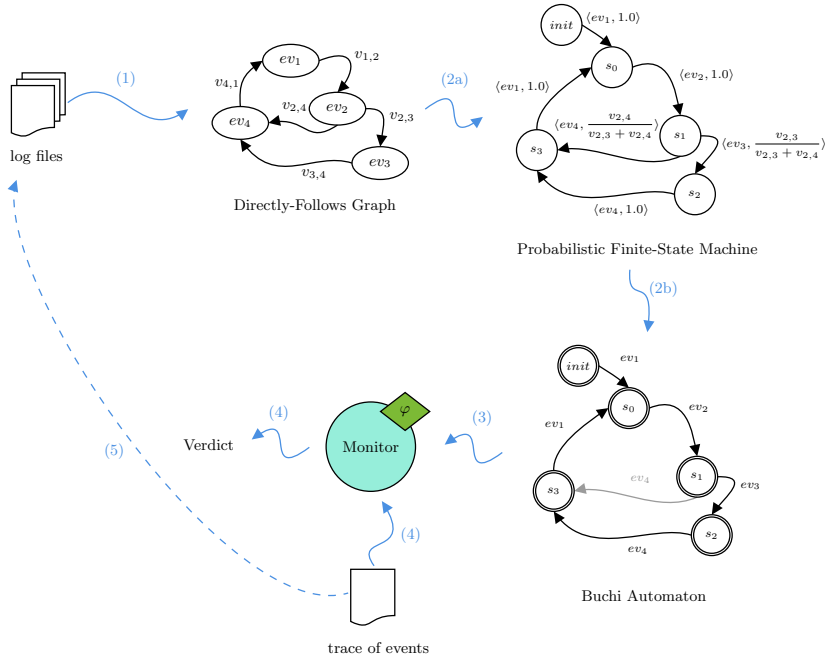 (1)
log files
ev₁
v₁,₂
v₄,₁
v₂,₄
ev₂
ev₄
v₂,₃
ev₃
v₃,₄
Directly-Follows Graph
(2a)
init
⟨ev₁, 1.0⟩
s₀
⟨ev₂, 1.0⟩
⟨ev₁, 1.0⟩
⟨ev₄, v₂,₄ / (v₂,₃ + v₂,₄)⟩
s₁
s₃
⟨ev₃, v₂,₃ / (v₂,₃ + v₂,₄)⟩
s₂
⟨ev₄, 1.0⟩
Probabilistic Finite-State Machine
(2b)
init
ev₁
s₀
ev₂
ev₁
ev₄
s₁
s₃
ev₃
s₂
ev₄
Buchi Automaton
(3)
φ
Monitor
(4)
Verdict
(5)
(4)
trace of events